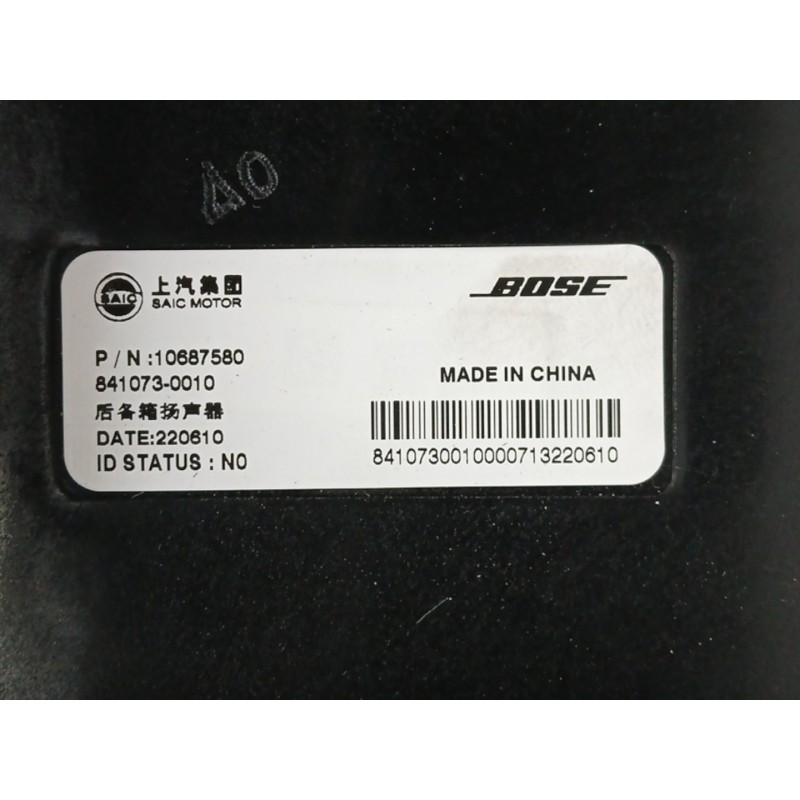 40
SAIC 上汽集团
SAIC MOTOR
BOSE
P / N :10687580
841073-0010
后备箱扬声器
DATE:220610
ID STATUS : N0
MADE IN CHINA
8410730010000713220610